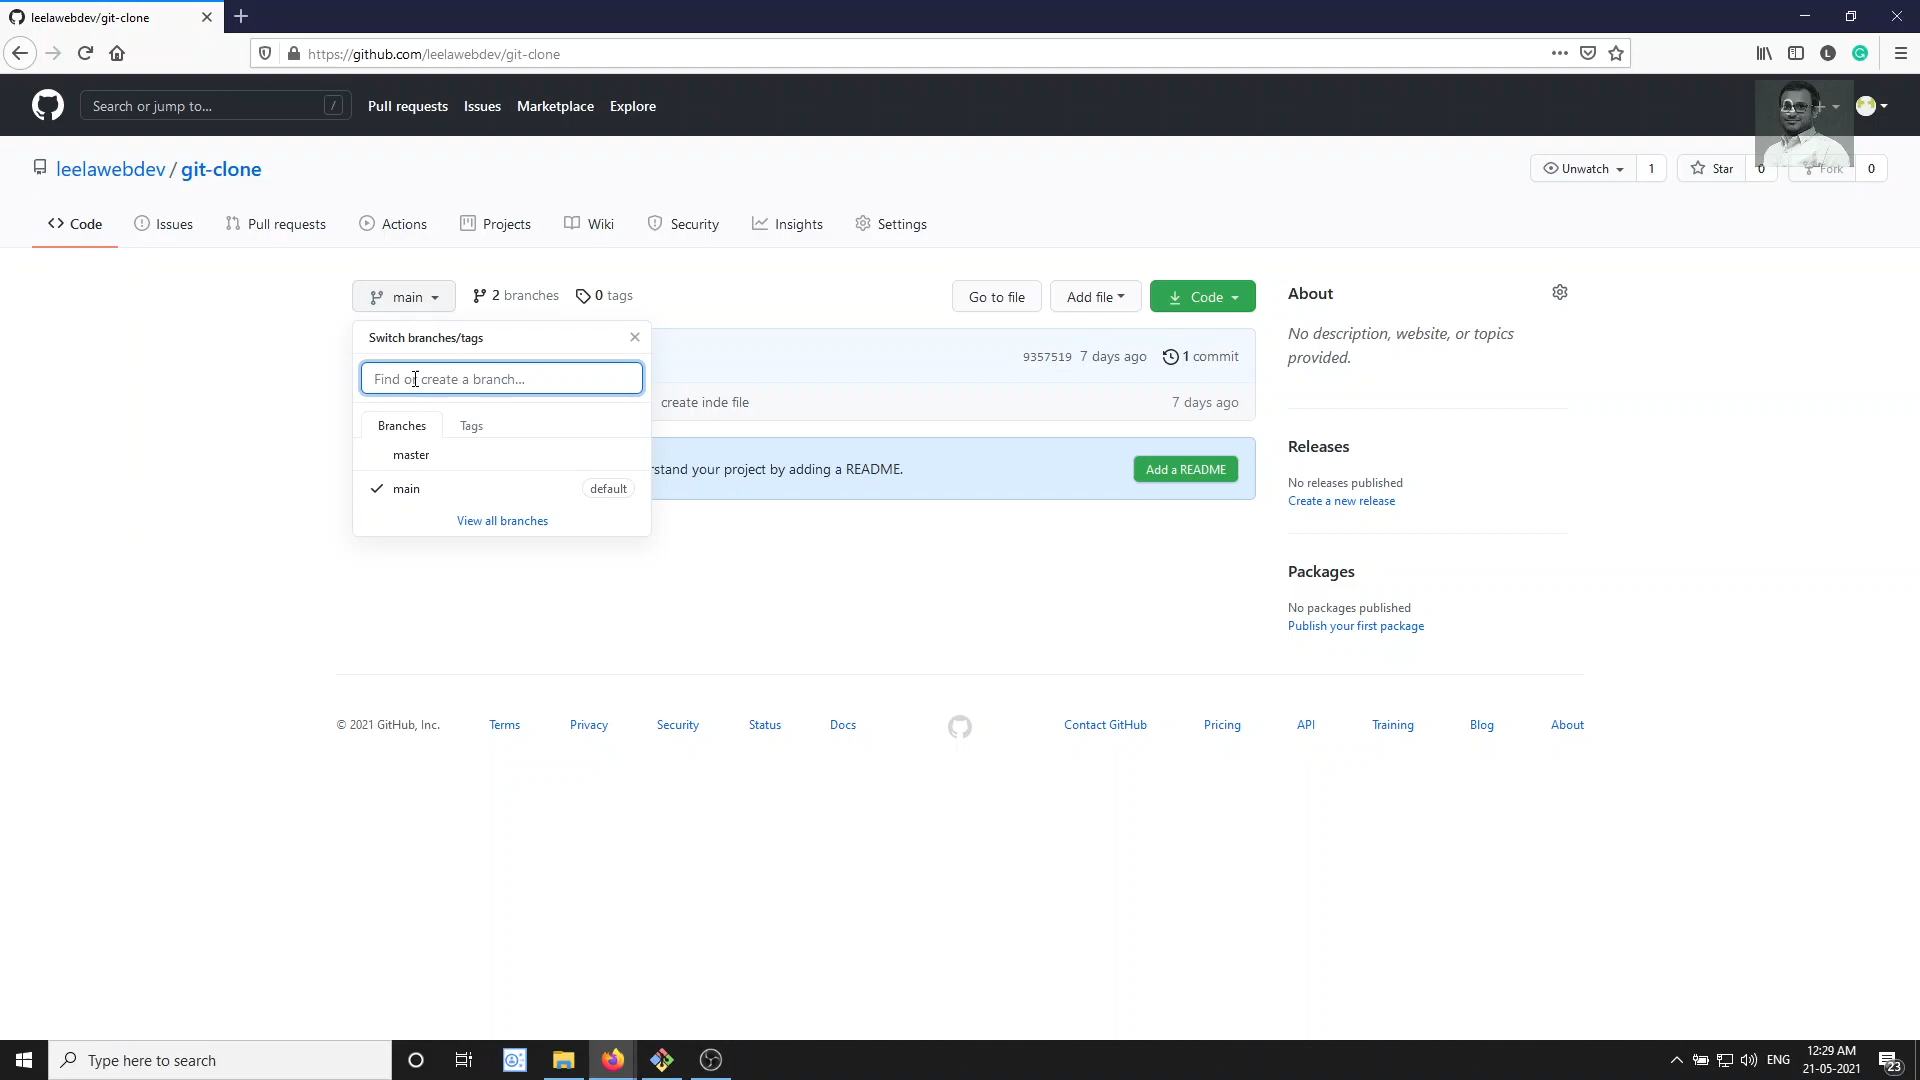 leelawebdev/git-clone
https://github.com/leelawebdev/git-clone
Search or jump to... /
Pull requests Issues Marketplace Explore
leelawebdev / git-clone
Unwatch 1 Star 0 Fork 0
Code Issues Pull requests Actions Projects Wiki Security Insights Settings
main 2 branches 0 tags Go to file Add file Code
Switch branches/tags
Find or create a branch...
Branches Tags
master
main default
View all branches
9357519 7 days ago 1 commit
create inde file 7 days ago
rstand your project by adding a README. Add a README
About
No description, website, or topics
provided.
Releases
No releases published
Create a new release
Packages
No packages published
Publish your first package
© 2021 GitHub, Inc. Terms Privacy Security Status Docs Contact GitHub Pricing API Training Blog About
Type here to search
ENG
12:29 AM
21-05-2021
23